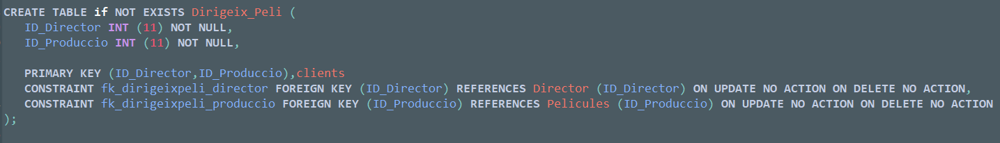 CREATE TABLE if NOT EXISTS Dirigeix_Peli (
ID_Director INT (11) NOT NULL,
ID_Produccio INT (11) NOT NULL,
PRIMARY KEY (ID_Director,ID_Produccio),clients
CONSTRAINT fk_dirigeixpeli_director FOREIGN KEY (ID_Director) REFERENCES Director (ID_Director) ON UPDATE NO ACTION ON DELETE NO ACTION,
CONSTRAINT fk_dirigeixpeli_produccio FOREIGN KEY (ID_Produccio) REFERENCES Pelicules (ID_Produccio) ON UPDATE NO ACTION ON DELETE NO ACTION
);